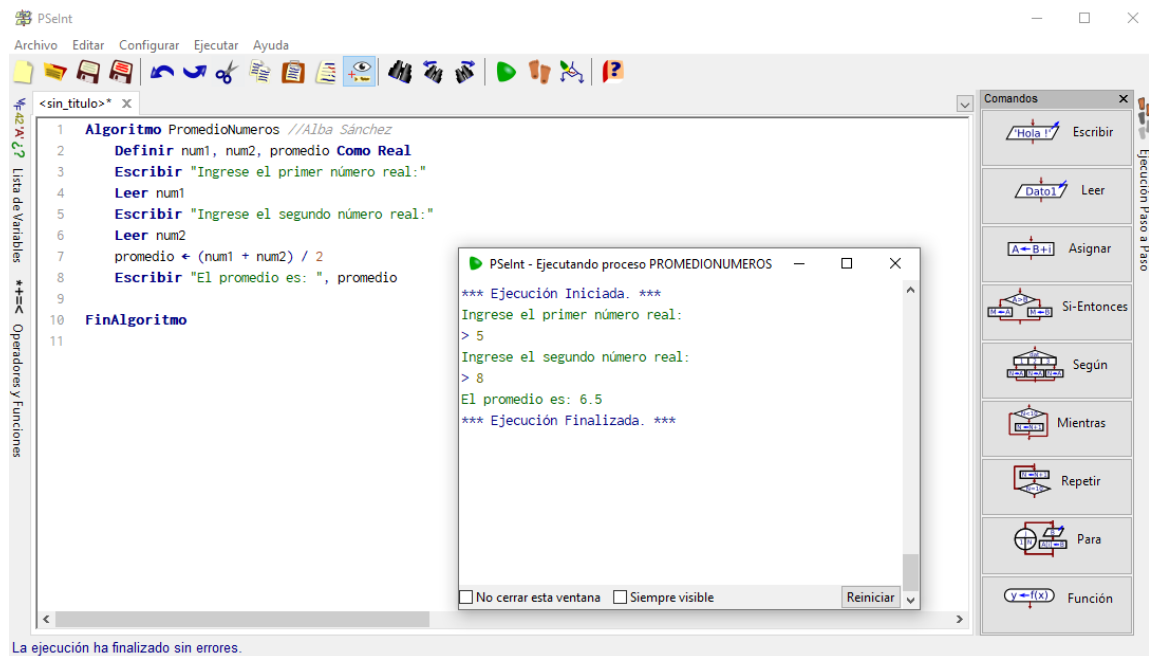 PSeInt
Archivo Editar Configurar Ejecutar Ayuda
<sin_titulo>* X
1 Algoritmo PromedioNumeros //Alba Sánchez
2 Definir num1, num2, promedio Como Real
3 Escribir "Ingrese el primer número real:"
4 Leer num1
5 Escribir "Ingrese el segundo número real:"
6 Leer num2
7 promedio ← (num1 + num2) / 2
8 Escribir "El promedio es: ", promedio
9
10 FinAlgoritmo
11
PSeInt - Ejecutando proceso PROMEDIONUMEROS
*** Ejecución Iniciada. ***
Ingrese el primer número real:
> 5
Ingrese el segundo número real:
> 8
El promedio es: 6.5
*** Ejecución Finalizada. ***
No cerrar esta ventana Siempre visible Reiniciar
Comandos
'Hola !' Escribir
Dato1 Leer
A←B+i Asignar
Si-Entonces
Según
Mientras
Repetir
Para
y←f(x) Función
Lista de Variables
*+=< Operadores y Funciones
Ejecución Paso a Paso
La ejecución ha finalizado sin errores.